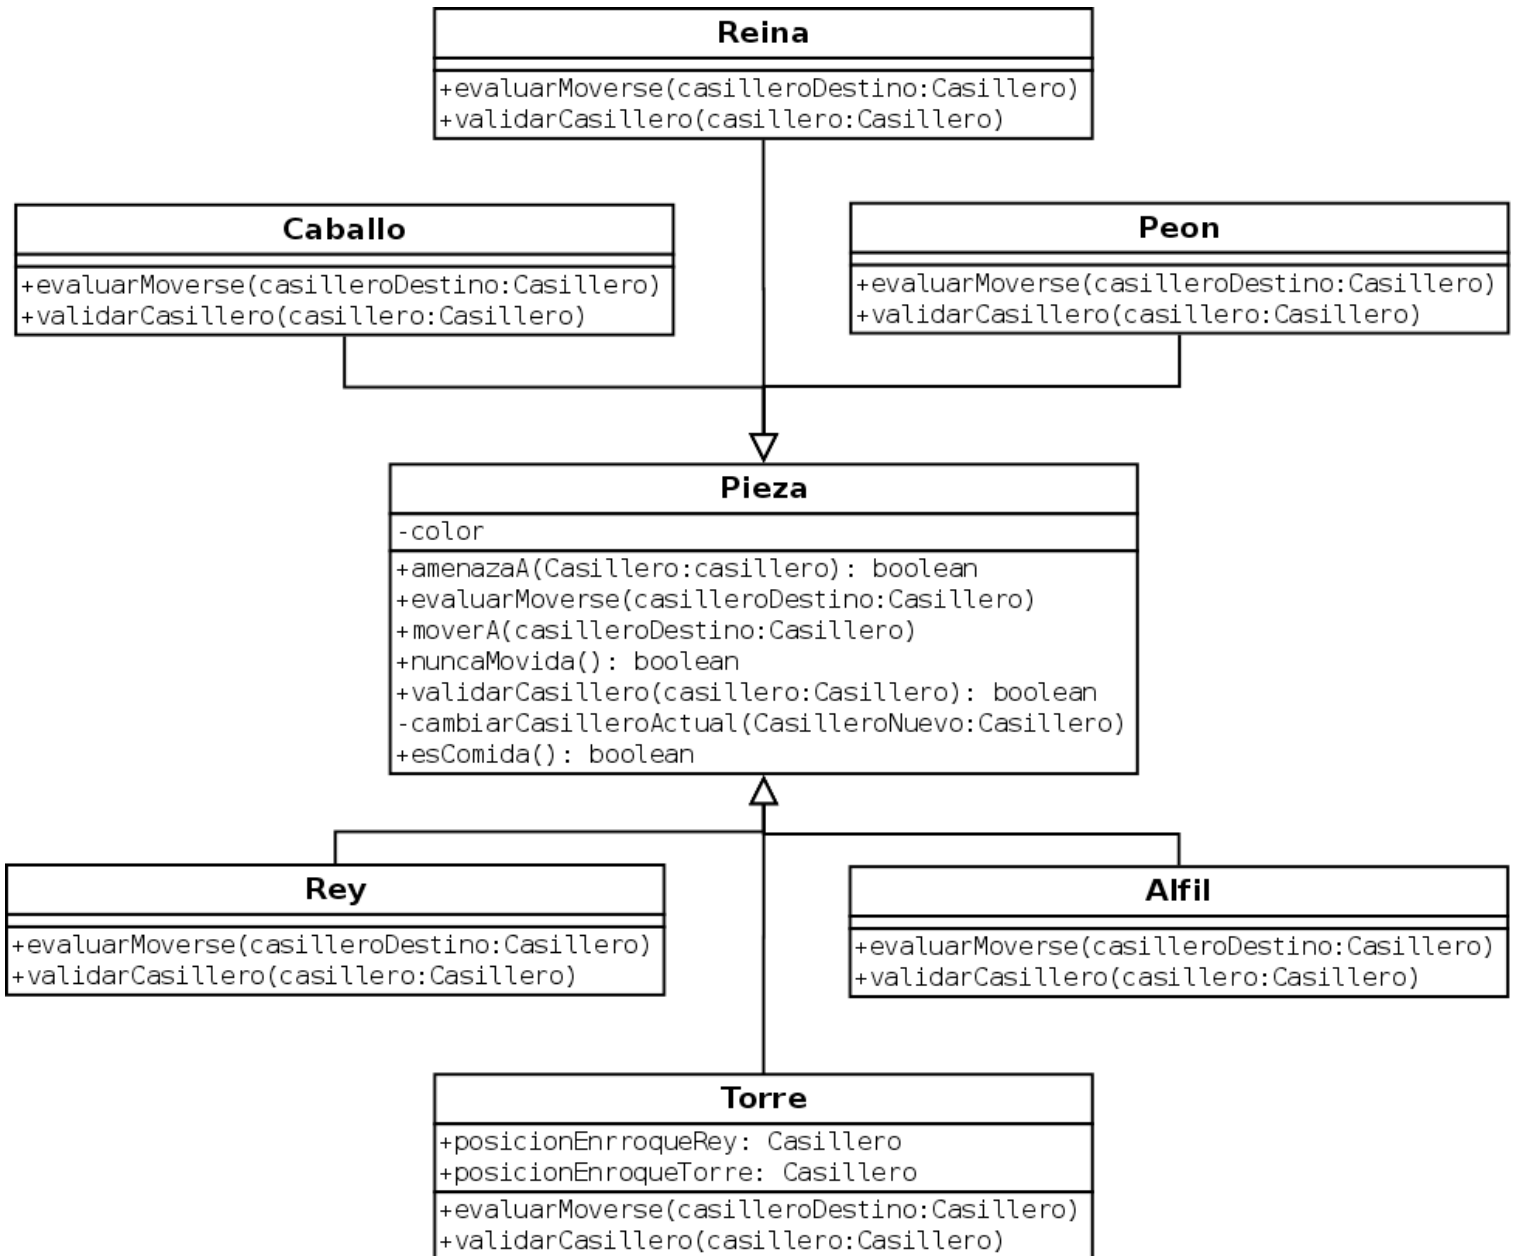 Reina
+evaluarMoverse(casilleroDestino:Casillero)
+validarCasillero(casillero:Casillero)
Caballo
+evaluarMoverse(casilleroDestino:Casillero)
+validarCasillero(casillero:Casillero)
Peon
+evaluarMoverse(casilleroDestino:Casillero)
+validarCasillero(casillero:Casillero)
Pieza
-color
+amenazaA(Casillero:casillero): boolean
+evaluarMoverse(casilleroDestino:Casillero)
+moverA(casilleroDestino:Casillero)
+nuncaMovida(): boolean
+validarCasillero(casillero:Casillero): boolean
-cambiarCasilleroActual(CasilleroNuevo:Casillero)
+esComida(): boolean
Rey
+evaluarMoverse(casilleroDestino:Casillero)
+validarCasillero(casillero:Casillero)
Alfil
+evaluarMoverse(casilleroDestino:Casillero)
+validarCasillero(casillero:Casillero)
Torre
+posicionEnrroqueRey: Casillero
+posicionEnroqueTorre: Casillero
+evaluarMoverse(casilleroDestino:Casillero)
+validarCasillero(casillero:Casillero)